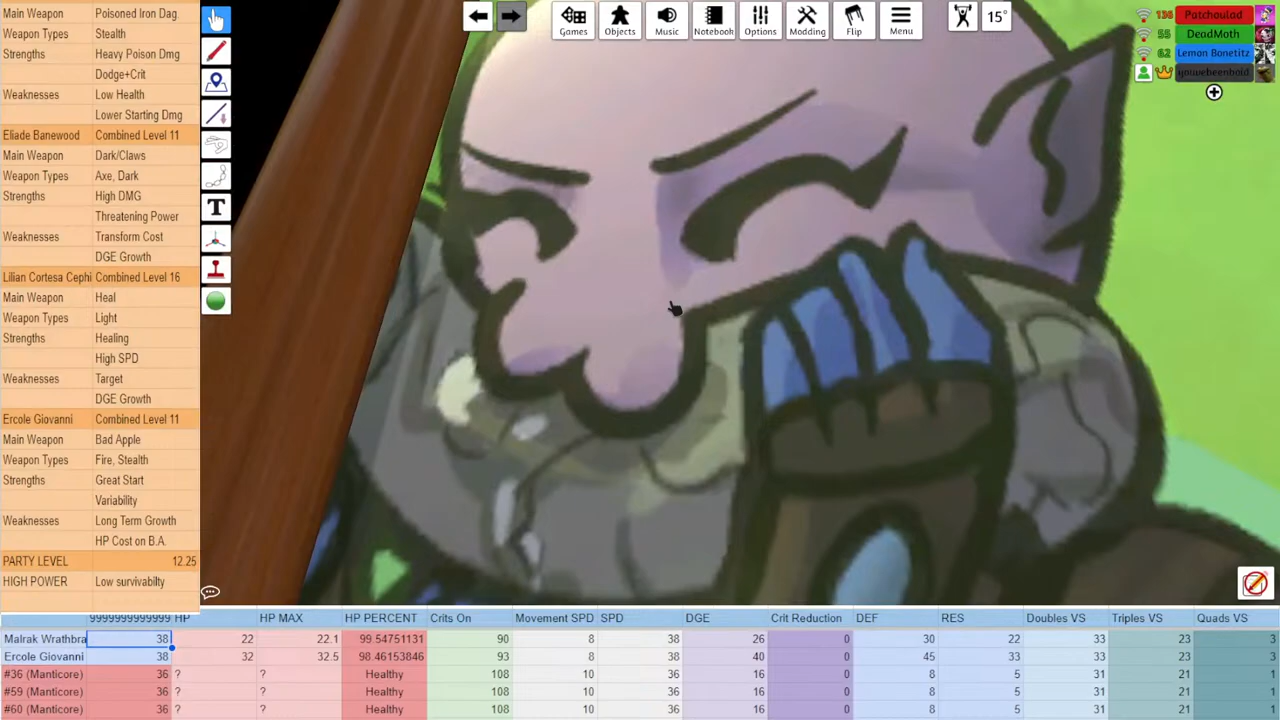 Main Weapon Poisoned Iron Dag.
Weapon Types Stealth
Strengths Heavy Poison Dmg
Dodge+Crit
Weaknesses Low Health
Lower Starting Dmg
Eliade Banewood Combined Level 11
Main Weapon Dark/Claws
Weapon Types Axe, Dark
Strengths High DMG
Threatening Power
Weaknesses Transform Cost
DGE Growth
Lilian Cortesa Cephi Combined Level 16
Main Weapon Heal
Weapon Types Light
Strengths Healing
High SPD
Weaknesses Target
DGE Growth
Ercole Giovanni Combined Level 11
Main Weapon Bad Apple
Weapon Types Fire, Stealth
Strengths Great Start
Variability
Weaknesses Long Term Growth
HP Cost on B.A.
PARTY LEVEL 12.25
HIGH POWER Low survivabilty
T
Games Objects Music Notebook Options Modding Flip Menu 15°
136 Patchoulad
55 DeadMoth
62 Lemon Bonetitz
youvebeenbold
9999999999999 HP HP MAX HP PERCENT Crits On Movement SPD SPD DGE Crit Reduction DEF RES Doubles VS Triples VS Quads VS
Malrak Wrathbra 38 22 22.1 99.54751131 90 8 38 26 0 30 22 33 23 3
Ercole Giovanni 38 32 32.5 98.46153846 93 8 38 40 0 45 33 33 23 3
#36 (Manticore) 36 ? ? Healthy 108 10 36 16 0 8 5 31 21 1
#59 (Manticore) 36 ? ? Healthy 108 10 36 16 0 8 5 31 21 1
#60 (Manticore) 36 ? ? Healthy 108 10 36 16 0 8 5 31 21 1